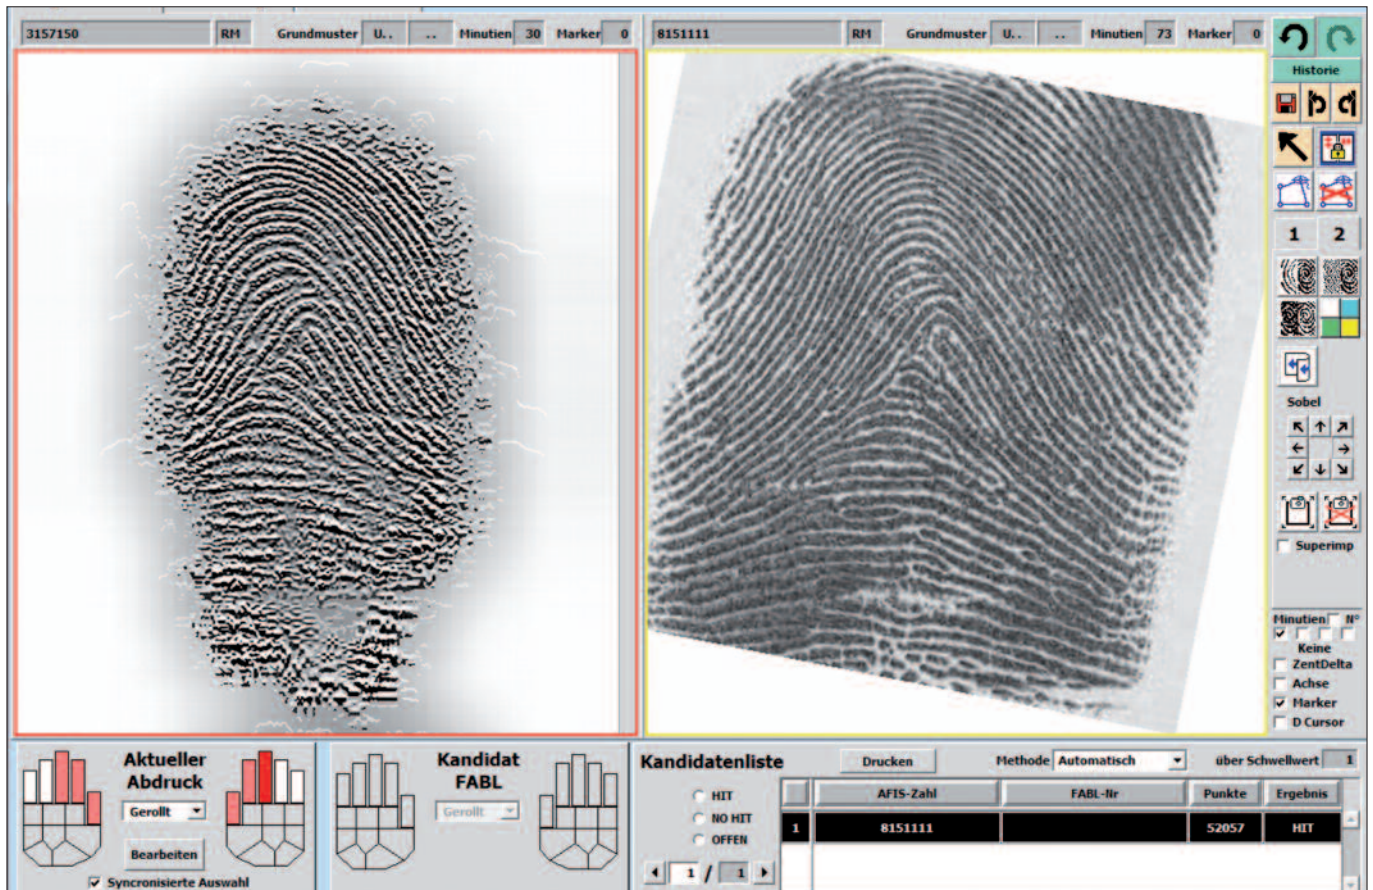 3157150 RM Grundmuster U.. .. Minutien 30 Marker 0
8151111 RM Grundmuster U.. .. Minutien 73 Marker 0
Historie
1 2
Sobel
Superimp
Minutien N°
Keine
ZentDelta
Achse
Marker
D Cursor
Aktueller
Abdruck
Gerollt
Bearbeiten
Syncronisierte Auswahl
Kandidat
FABL
Gerollt
Kandidatenliste Drucken Methode Automatisch über Schwellwert 1
HIT
NO HIT
OFFEN
1 / 1
AFIS-Zahl FABL-Nr Punkte Ergebnis
1 8151111 52057 HIT